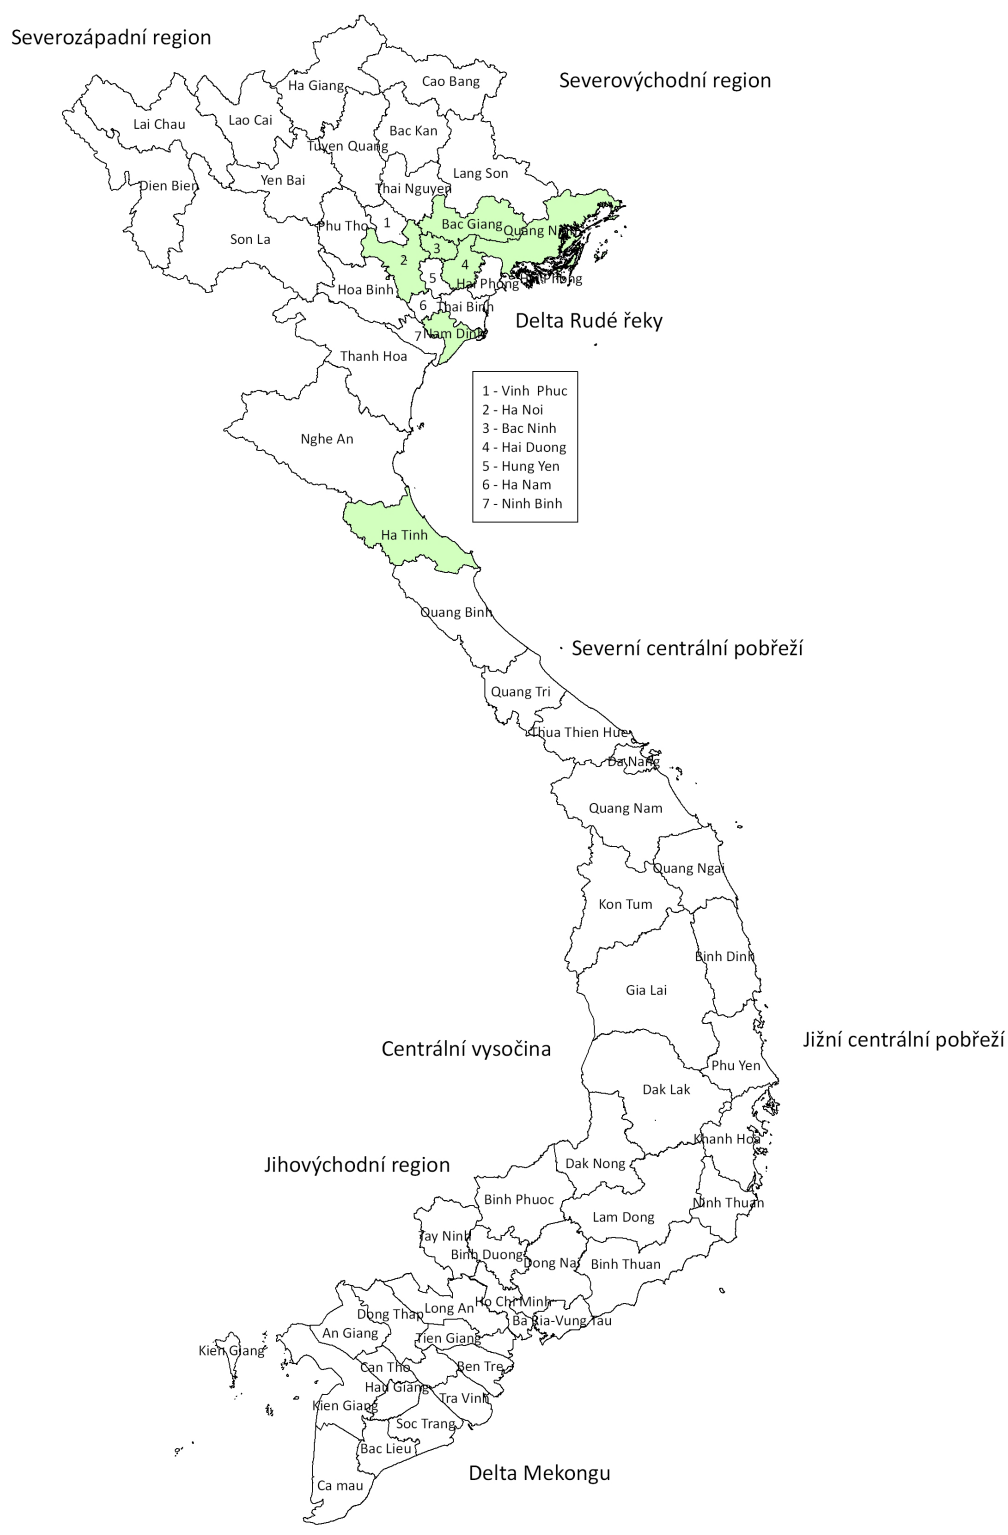 Severozápadní region
Severovýchodní region
Ha Giang
Cao Bang
Lai Chau
Lao Cai
Bac Kan
Tuyen Quang
Lang Son
Yen Bai
Dien Bien
Thai Nguyen
Phu Tho
1
Bac Giang
Quang Ninh
Son La
2
3
4
5
Hai Phong
Hai Phong
Hoa Binh
6
Thai Binh
7
Nam Dinh
Delta Rudé řeky
Thanh Hoa
1 - Vinh Phuc
2 - Ha Noi
3 - Bac Ninh
4 - Hai Duong
5 - Hung Yen
6 - Ha Nam
7 - Ninh Binh
Nghe An
Ha Tinh
Quang Binh
Severní centrální pobřeží
Quang Tri
Thua Thien Hue
Da Nang
Quang Nam
Quang Ngai
Kon Tum
Binh Dinh
Gia Lai
Jižní centrální pobřeží
Centrální vysočina
Phu Yen
Dak Lak
Khanh Hoa
Jihovýchodní region
Dak Nong
Binh Phuoc
Ninh Thuan
Lam Dong
Tay Ninh
Binh Duong
Dong Nai
Binh Thuan
Ho Chi Minh
Long An
Dong Thap
Ba Ria-Vung Tau
An Giang
Tien Giang
Kien Giang
Can Tho
Ben Tre
Hau Giang
Tra Vinh
Kien Giang
Soc Trang
Bac Lieu
Delta Mekongu
Ca mau